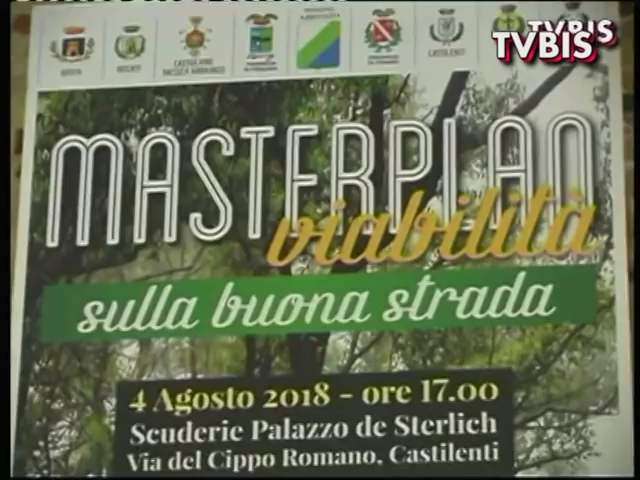 TVBIS
CASTILENTI
MASTERPLAN
viabilità
sulla buona strada
4 Agosto 2018 - ore 17.00
Scuderie Palazzo de Sterlich
Via del Cippo Romano, Castilenti